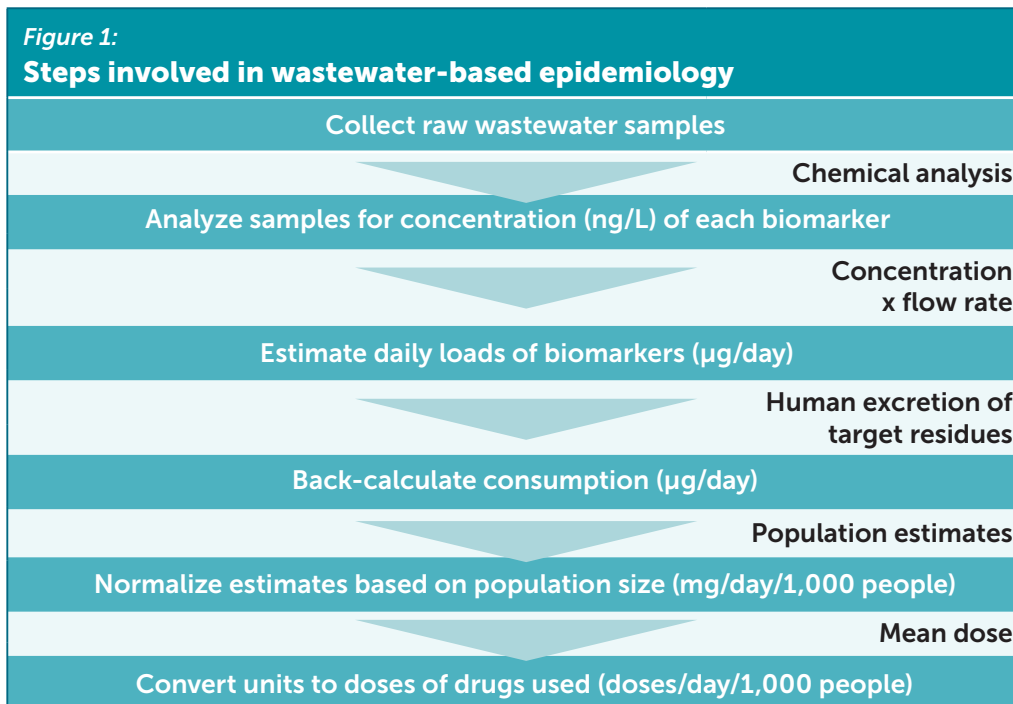 Figure 1:
Steps involved in wastewater-based epidemiology
Collect raw wastewater samples
Chemical analysis
Analyze samples for concentration (ng/L) of each biomarker
Concentration
x flow rate
Estimate daily loads of biomarkers (µg/day)
Human excretion of
target residues
Back-calculate consumption (µg/day)
Population estimates
Normalize estimates based on population size (mg/day/1,000 people)
Mean dose
Convert units to doses of drugs used (doses/day/1,000 people)